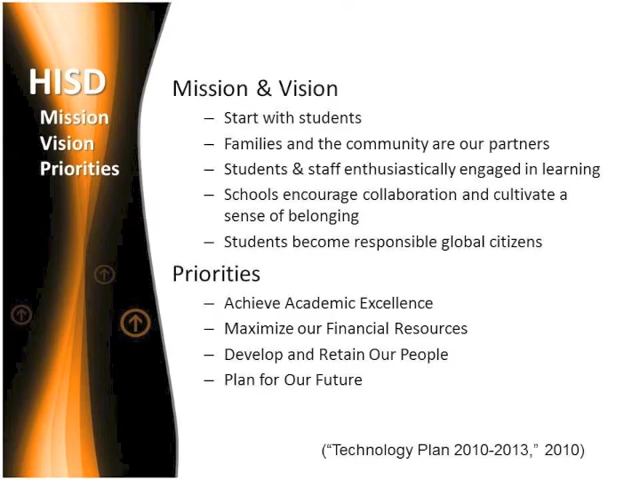 HISD
Mission
Vision
Priorities
Mission & Vision
– Start with students
– Families and the community are our partners
– Students & staff enthusiastically engaged in learning
– Schools encourage collaboration and cultivate a
sense of belonging
– Students become responsible global citizens
Priorities
– Achieve Academic Excellence
– Maximize our Financial Resources
– Develop and Retain Our People
– Plan for Our Future
(“Technology Plan 2010-2013,” 2010)